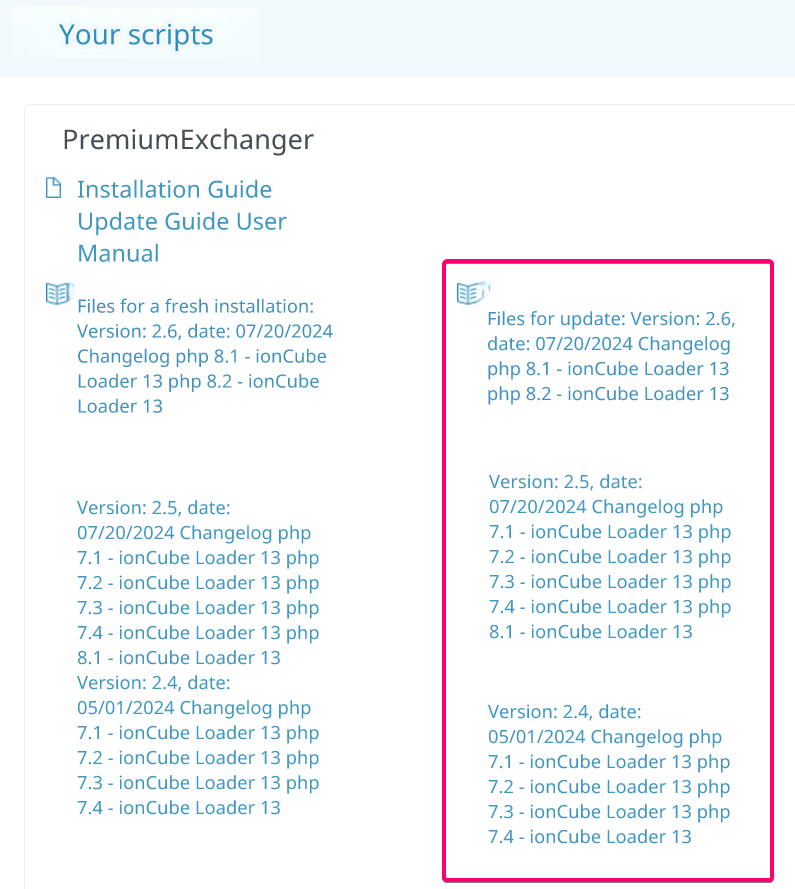 Your scripts
PremiumExchanger
Installation Guide
Update Guide User
Manual
Files for a fresh installation:
Version: 2.6, date: 07/20/2024
Changelog php 8.1 - ionCube
Loader 13 php 8.2 - ionCube
Loader 13
Version: 2.5, date:
07/20/2024 Changelog php
7.1 - ionCube Loader 13 php
7.2 - ionCube Loader 13 php
7.3 - ionCube Loader 13 php
7.4 - ionCube Loader 13 php
8.1 - ionCube Loader 13
Version: 2.4, date:
05/01/2024 Changelog php
7.1 - ionCube Loader 13 php
7.2 - ionCube Loader 13 php
7.3 - ionCube Loader 13 php
7.4 - ionCube Loader 13
Files for update: Version: 2.6,
date: 07/20/2024 Changelog
php 8.1 - ionCube Loader 13
php 8.2 - ionCube Loader 13
Version: 2.5, date:
07/20/2024 Changelog php
7.1 - ionCube Loader 13 php
7.2 - ionCube Loader 13 php
7.3 - ionCube Loader 13 php
7.4 - ionCube Loader 13 php
8.1 - ionCube Loader 13
Version: 2.4, date:
05/01/2024 Changelog php
7.1 - ionCube Loader 13 php
7.2 - ionCube Loader 13 php
7.3 - ionCube Loader 13 php
7.4 - ionCube Loader 13